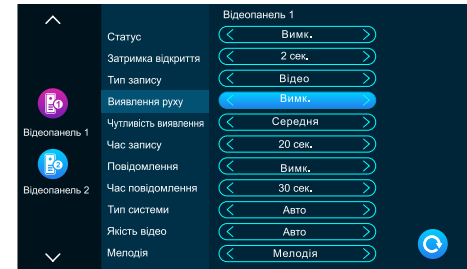 Відеопанель 1
Статус Вимк.
Затримка відкриття 2 сек.
Тип запису Відео
Виявлення руху Вимк.
Чутливість виявлення Середня
Час запису 20 сек.
Повідомлення Вимк.
Час повідомлення 30 сек.
Тип системи Авто
Якість відео Авто
Мелодія Мелодія
Відеопанель 1
Відеопанель 2